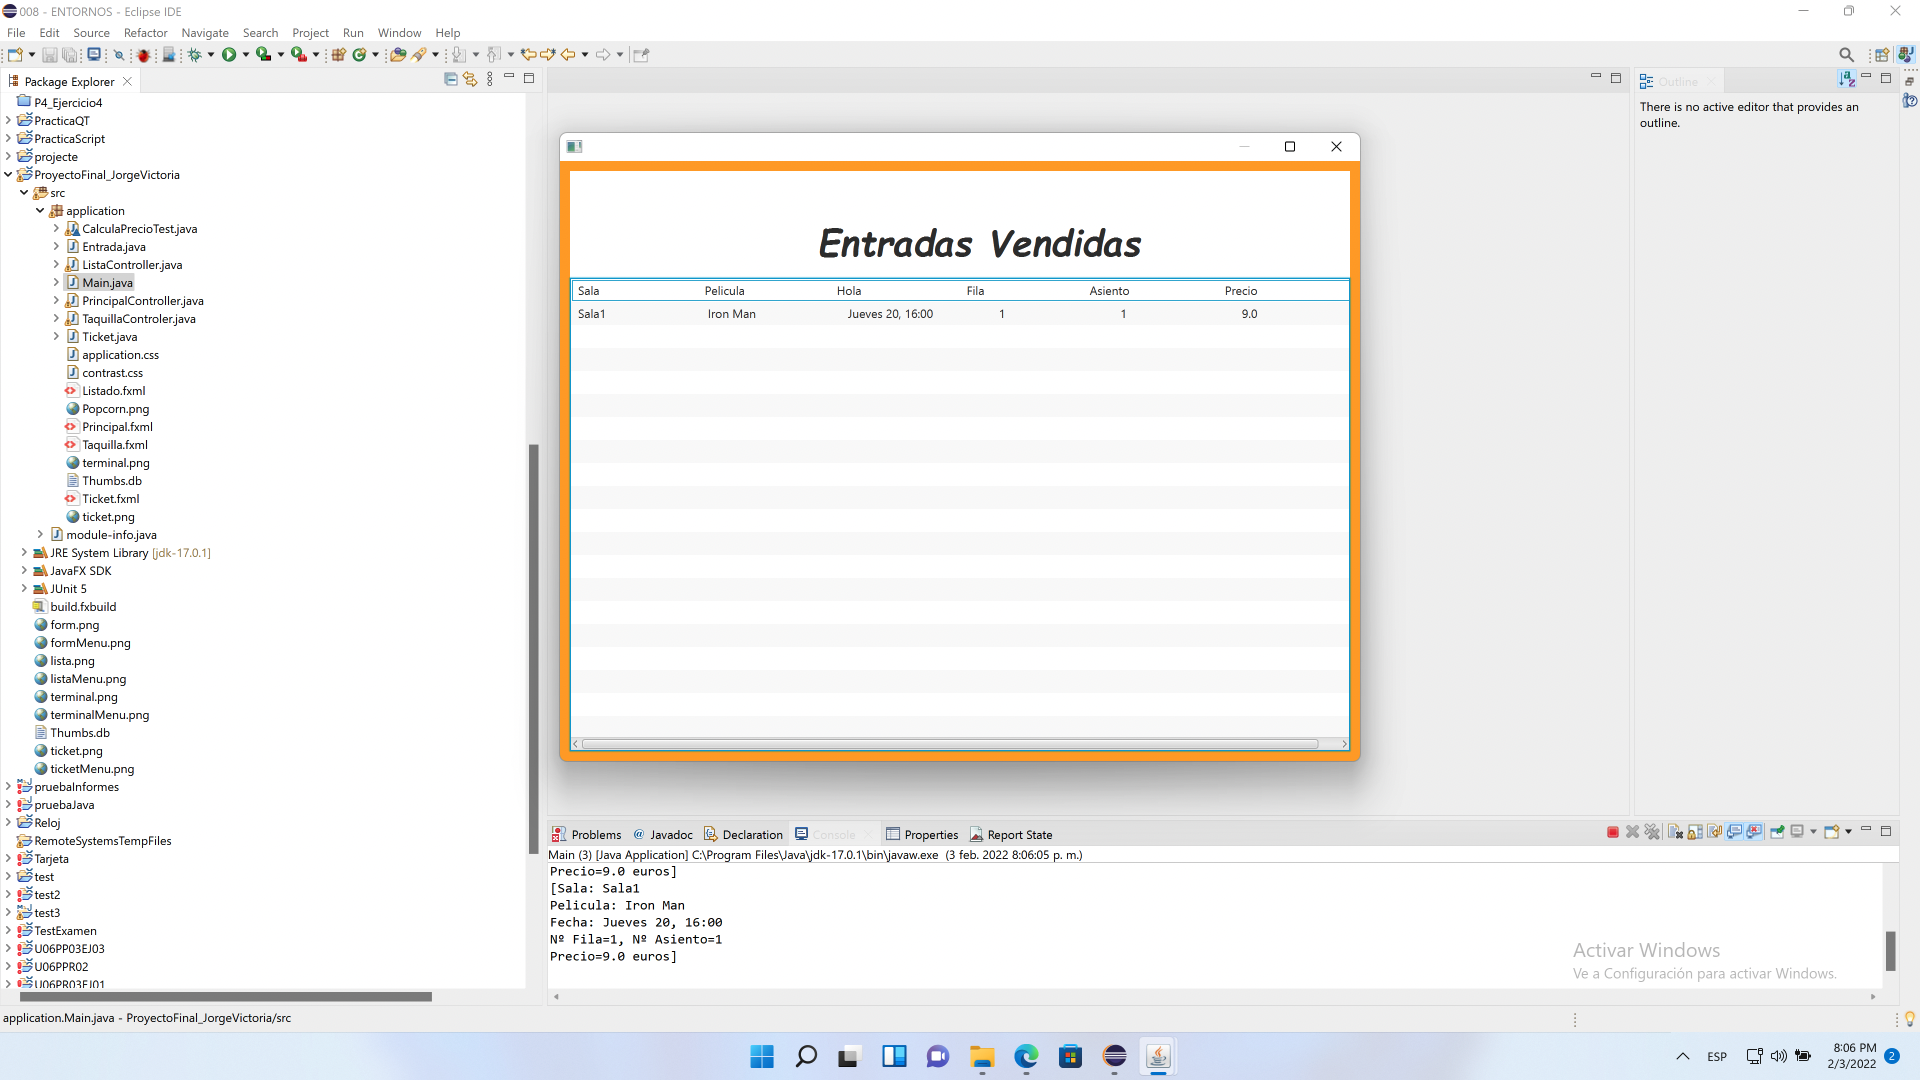 008 - ENTORNOS - Eclipse IDE
File Edit Source Refactor Navigate Search Project Run Window Help
Package Explorer
P4_Ejercicio4
PracticaQT
PracticaScript
projecte
ProyectoFinal_JorgeVictoria
src
application
CalculaPrecioTest.java
Entrada.java
ListaController.java
Main.java
PrincipalController.java
TaquillaControler.java
Ticket.java
application.css
contrast.css
Listado.fxml
Popcorn.png
Principal.fxml
Taquilla.fxml
terminal.png
Thumbs.db
Ticket.fxml
ticket.png
module-info.java
JRE System Library [jdk-17.0.1]
JavaFX SDK
JUnit 5
build.fxbuild
form.png
formMenu.png
lista.png
listaMenu.png
terminal.png
terminalMenu.png
Thumbs.db
ticket.png
ticketMenu.png
pruebaInformes
pruebaJava
Reloj
RemoteSystemsTempFiles
Tarjeta
test
test2
test3
TestExamen
U06PP03EJ03
U06PPR02
U06PR03EJ01
Entradas Vendidas
Sala Pelicula Hola Fila Asiento Precio
Sala1 Iron Man Jueves 20, 16:00 1 1 9.0
Outline
There is no active editor that provides an
outline.
Problems @ Javadoc Declaration Console Properties Report State
Main (3) [Java Application] C:\Program Files\Java\jdk-17.0.1\bin\javaw.exe (3 feb. 2022 8:06:05 p. m.)
Precio=9.0 euros]
[Sala: Sala1
Pelicula: Iron Man
Fecha: Jueves 20, 16:00
Nº Fila=1, Nº Asiento=1
Precio=9.0 euros]
Activar Windows
Ve a Configuración para activar Windows.
application.Main.java - ProyectoFinal_JorgeVictoria/src
ESP
8:06 PM
2/3/2022
2